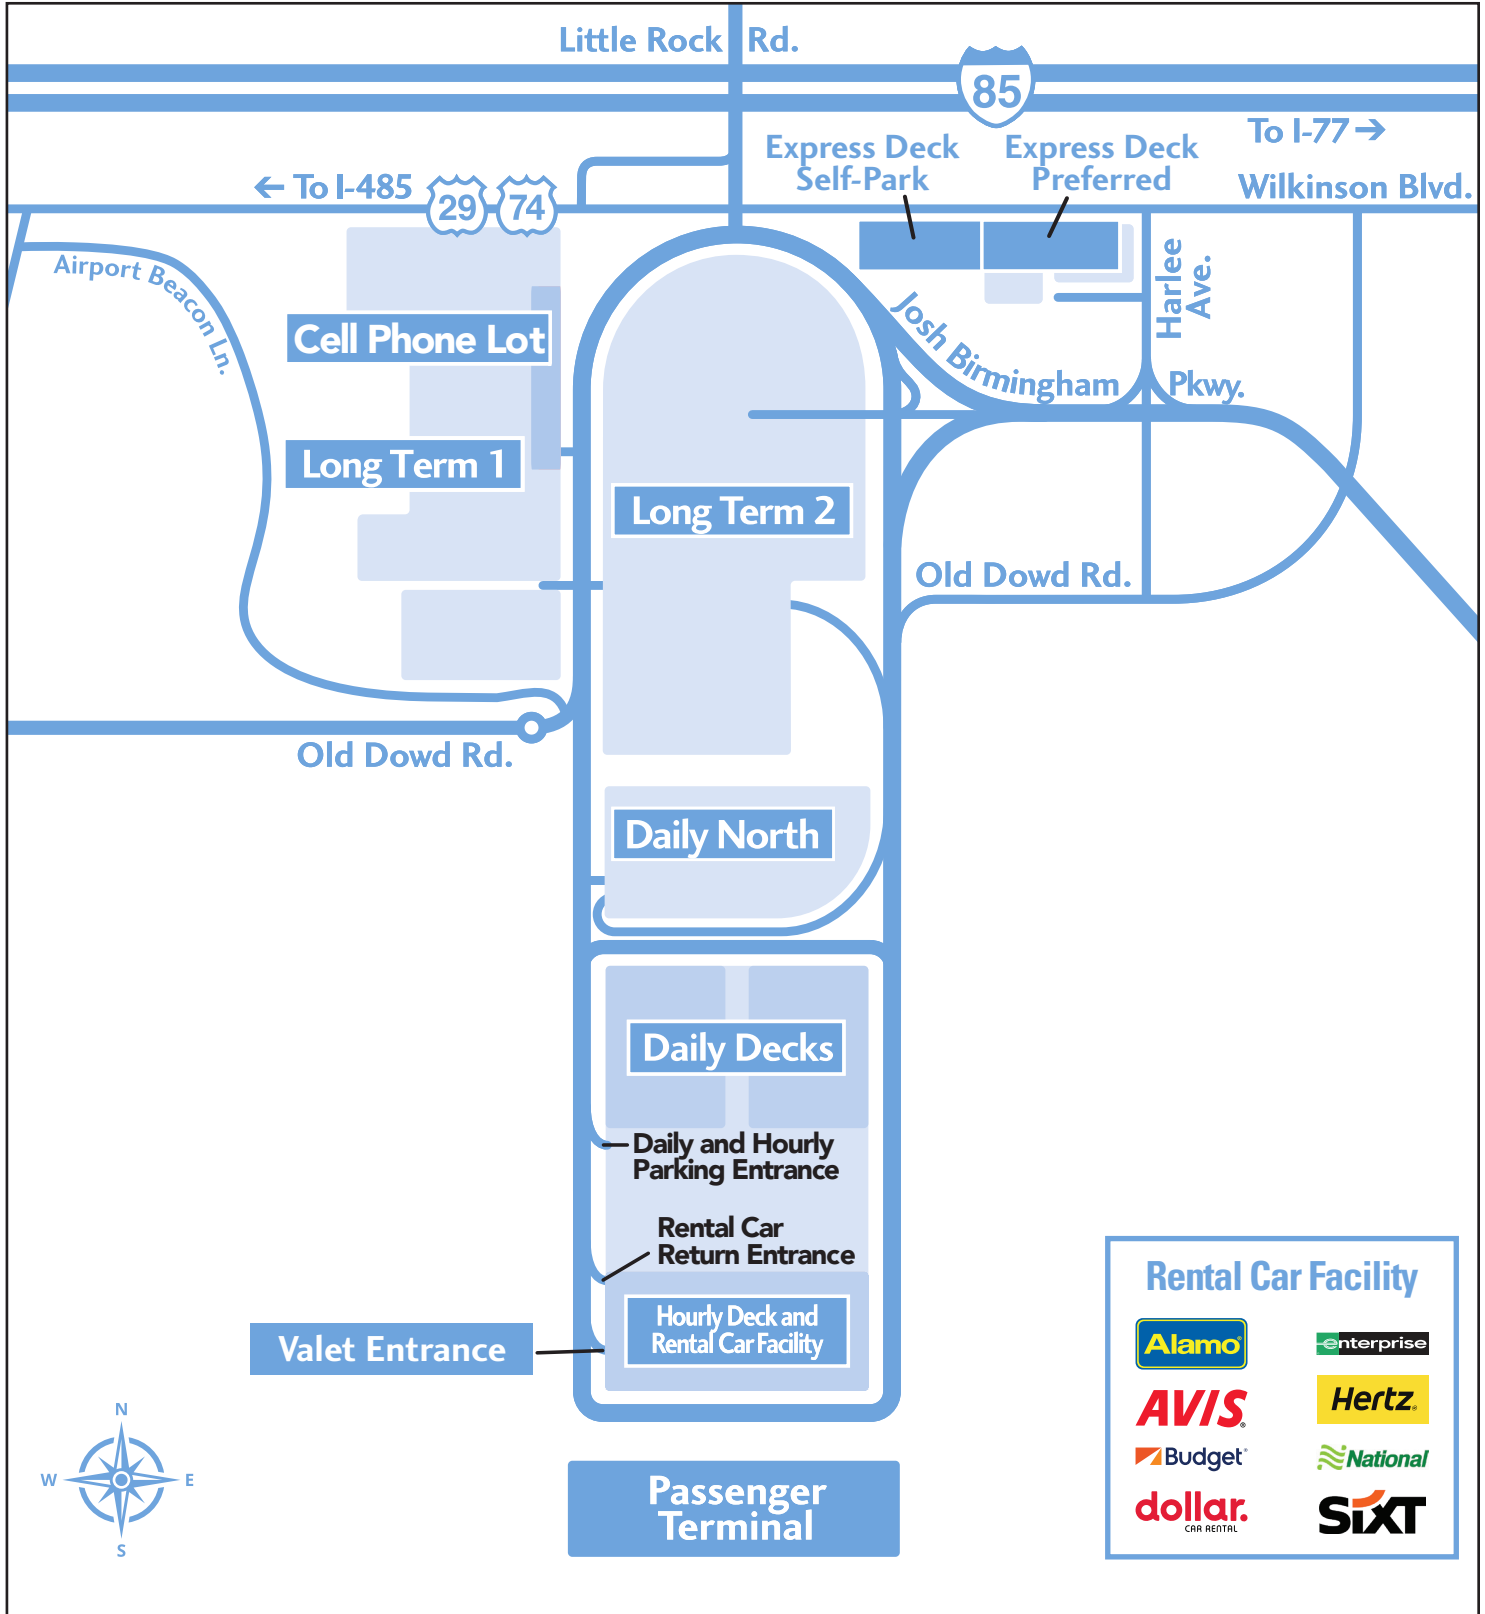 Little Rock Rd.
85
To I-77
Express Deck
Self-Park
Express Deck
Preferred
To I-485
29
74
Wilkinson Blvd.
Airport Beacon Ln.
Harlee
Ave.
Cell Phone Lot
Josh Birmingham Pkwy.
Long Term 1
Long Term 2
Old Dowd Rd.
Old Dowd Rd.
Daily North
Daily Decks
Daily and Hourly
Parking Entrance
Rental Car
Return Entrance
Hourly Deck and
Rental Car Facility
Valet Entrance
Passenger
Terminal
N
W
E
S
Rental Car Facility
Alamo®
enterprise
AVIS®
Hertz®
Budget®
National
dollar.
CAR RENTAL
SiXT